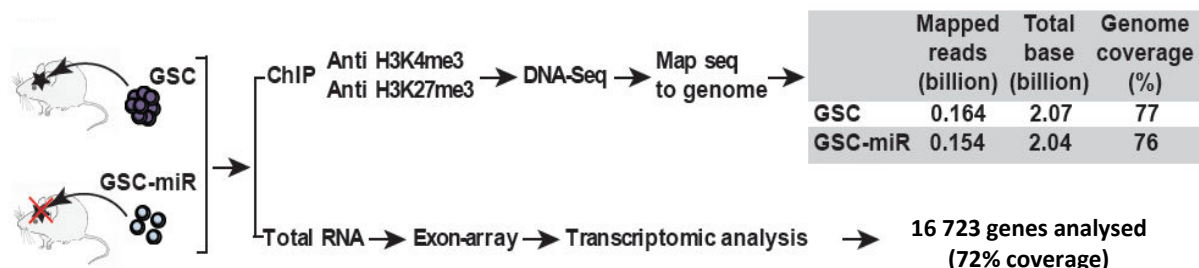 GSC
GSC-miR
ChIP
Anti H3K4me3
Anti H3K27me3
DNA-Seq
Map seq
to genome
Mapped Total Genome
reads base coverage
(billion) (billion) (%)
GSC 0.164 2.07 77
GSC-miR 0.154 2.04 76
Total RNA
Exon-array
Transcriptomic analysis
16 723 genes analysed
(72% coverage)